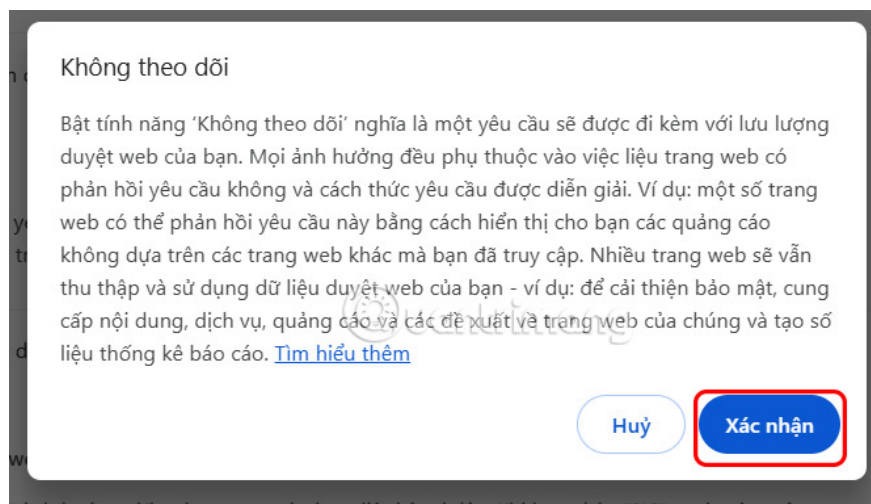 Không theo dõi
Bật tính năng ‘Không theo dõi’ nghĩa là một yêu cầu sẽ được đi kèm với lưu lượng
duyệt web của bạn. Mọi ảnh hưởng đều phụ thuộc vào việc liệu trang web có
phản hồi yêu cầu không và cách thức yêu cầu được diễn giải. Ví dụ: một số trang
web có thể phản hồi yêu cầu này bằng cách hiển thị cho bạn các quảng cáo
không dựa trên các trang web khác mà bạn đã truy cập. Nhiều trang web sẽ vẫn
thu thập và sử dụng dữ liệu duyệt web của bạn - ví dụ: để cải thiện bảo mật, cung
cấp nội dung, dịch vụ, quảng cáo và các đề xuất về trang web của chúng và tạo số
liệu thống kê báo cáo. Tìm hiểu thêm
Quantrimang
Huỷ Xác nhận